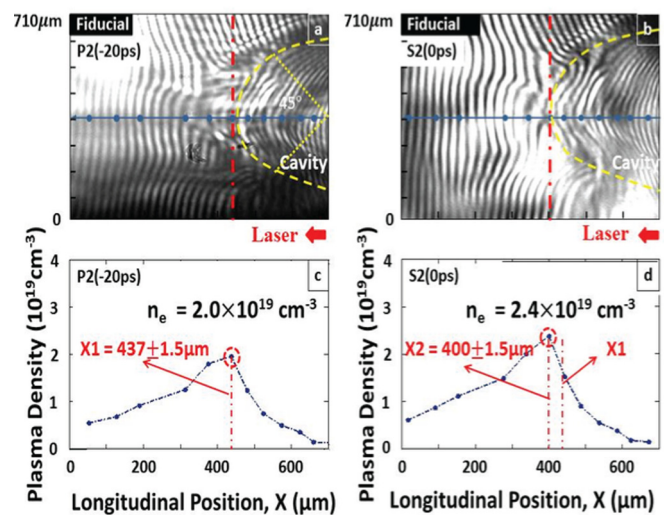 710μm
Fiducial
a
P2(-20ps)
45°
Cavity
0
Laser
Fiducial
b
S2(0ps)
Cavity
0
Laser
Plasma Density (10¹⁹cm⁻³)
4
3
2
1
0
P2(-20ps)
c
nₑ = 2.0×10¹⁹ cm⁻³
X1 = 437±1.5μm
0 200 400 600
Longitudinal Position, X (μm)
Plasma Density (10¹⁹cm⁻³)
4
3
2
1
0
S2(0ps)
d
nₑ = 2.4×10¹⁹ cm⁻³
X2 = 400±1.5μm
X1
0 200 400 600
Longitudinal Position, X (μm)
710μm